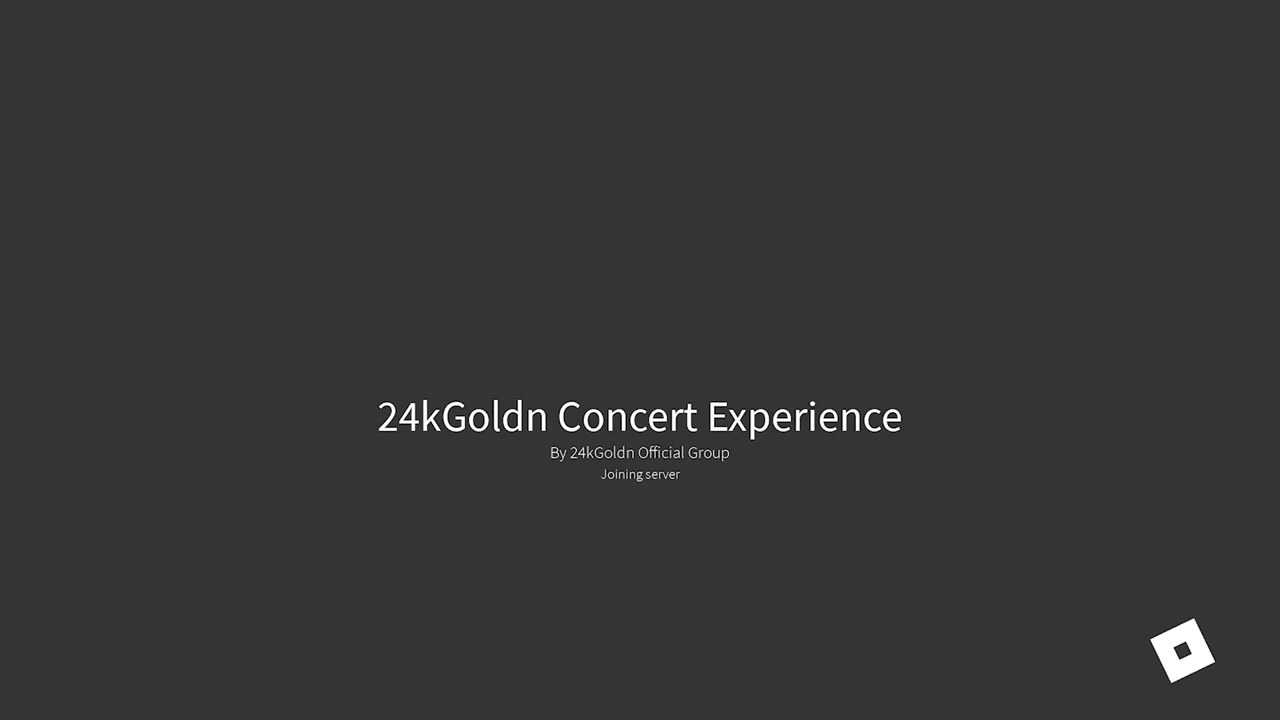 24kGoldn Concert Experience
By 24kGoldn Official Group
Joining server